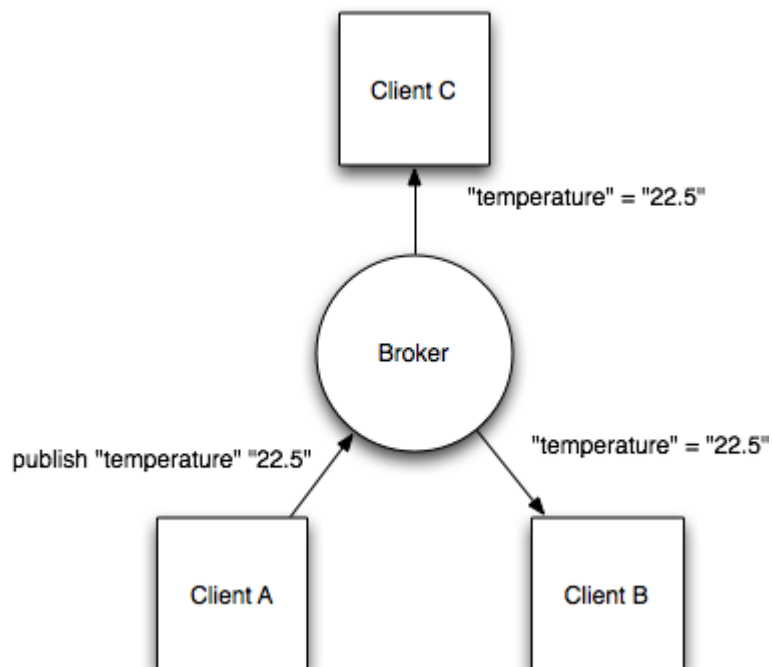 Client C
"temperature" = "22.5"
Broker
publish "temperature" "22.5"
"temperature" = "22.5"
Client A
Client B